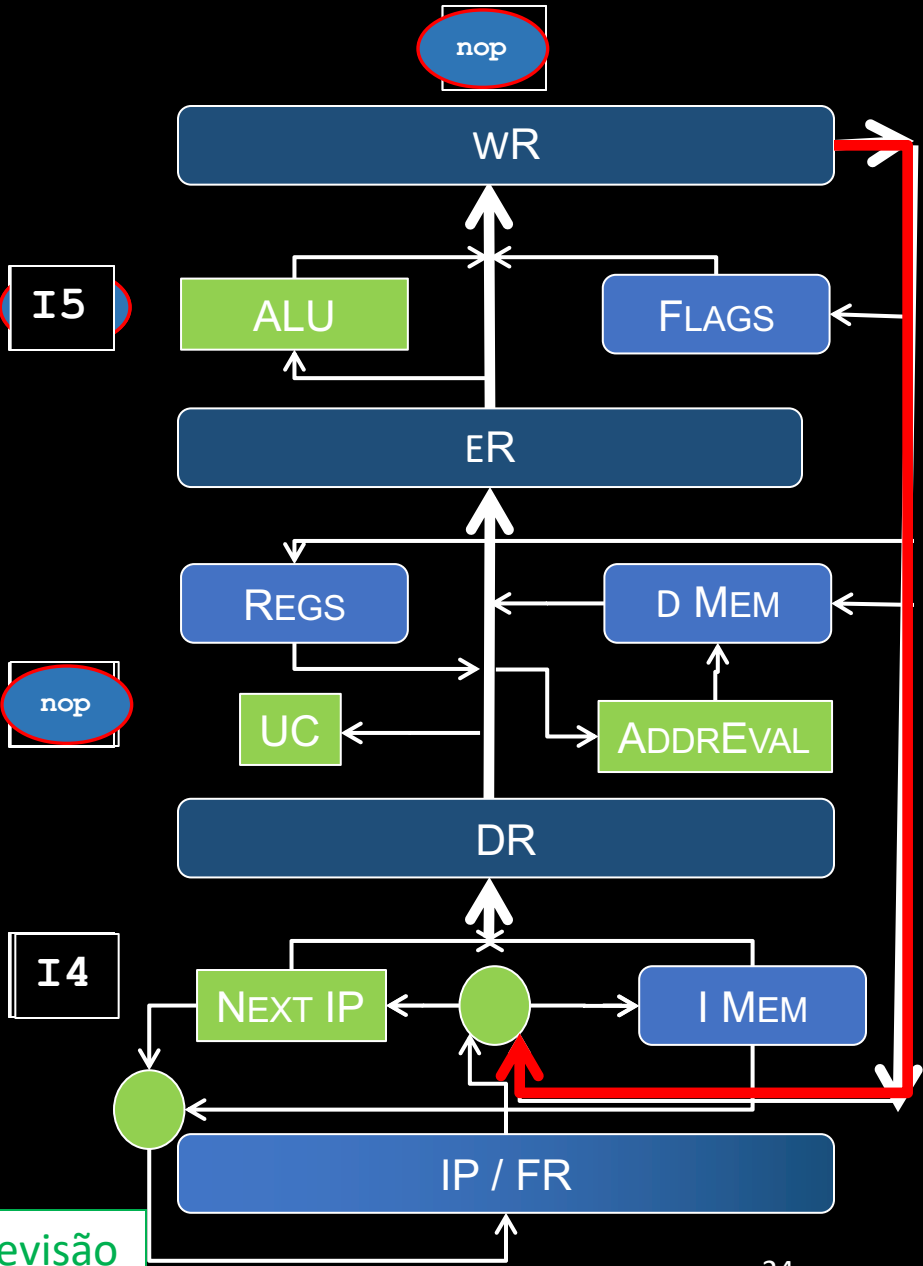 nop
WR
I5
ALU
FLAGS
ER
REGS
D MEM
nop
UC
ADDREVAL
DR
I4
NEXT IP
I MEM
IP / FR
evisão